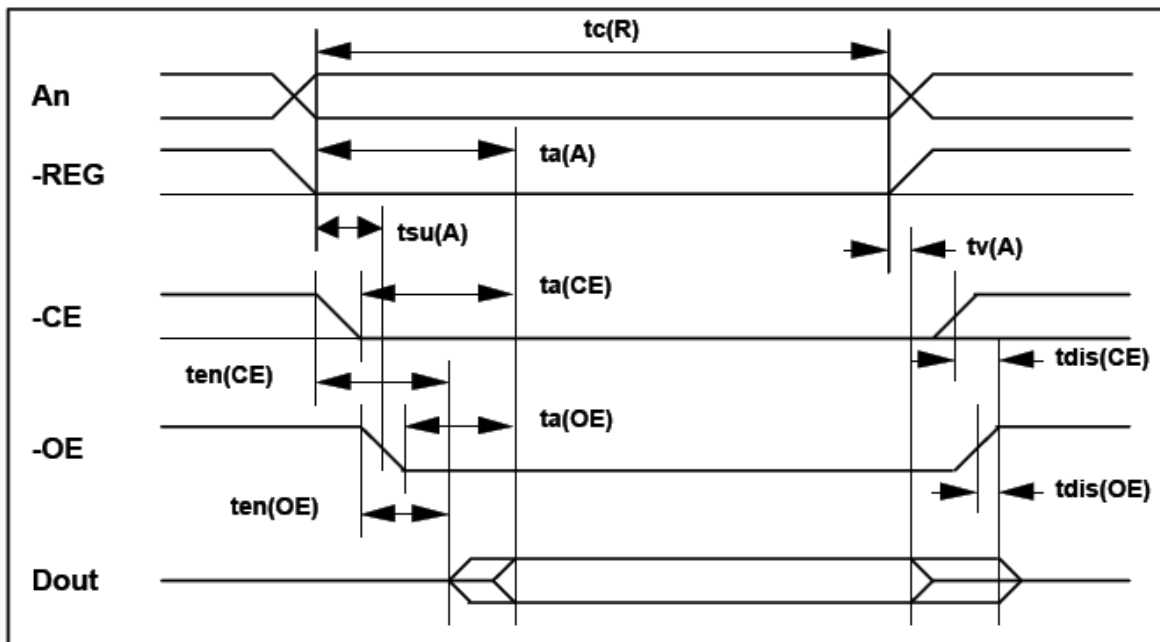 tc(R)
An
ta(A)
-REG
tsu(A)
tv(A)
ta(CE)
-CE
ten(CE)
tdis(CE)
ta(OE)
-OE
tdis(OE)
ten(OE)
Dout